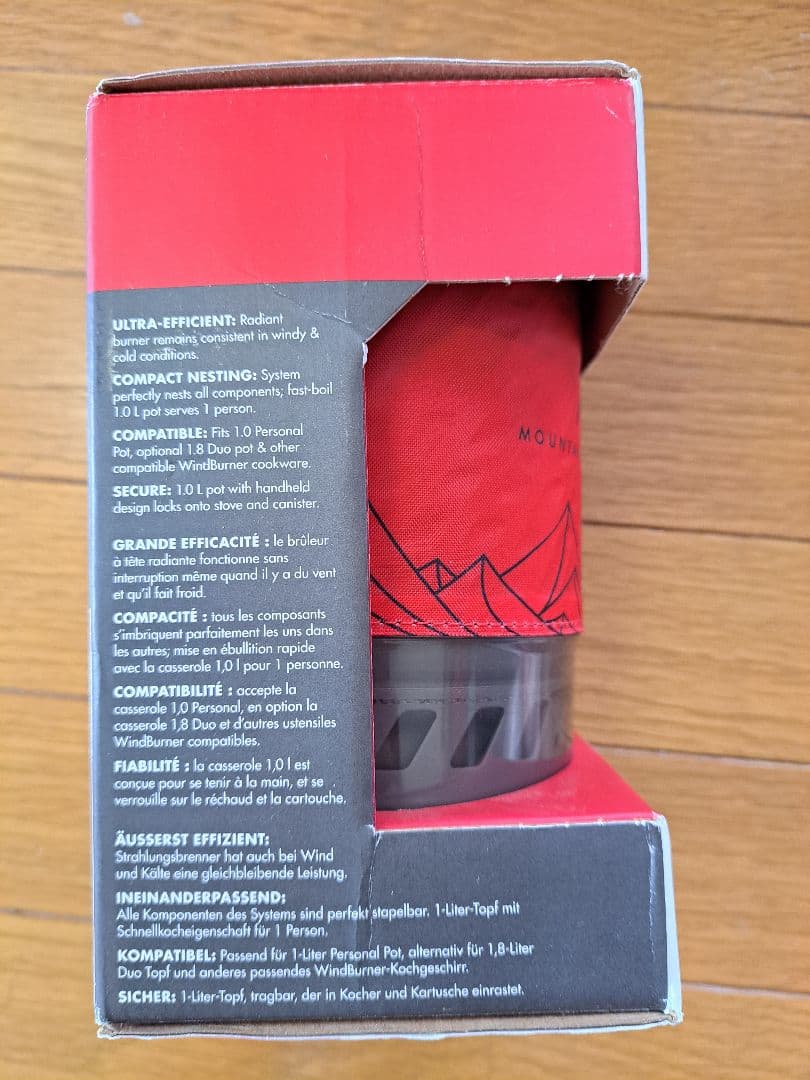 ULTRA-EFFICIENT: Radiant
burner remains consistent in windy &
cold conditions.
COMPACT NESTING: System
perfectly nests all components; fast-boil
1.0 L pot serves 1 person.
COMPATIBLE: Fits 1.0 Personal
Pot, optional 1.8 Duo pot & other
compatible WindBurner cookware.
SECURE: 1.0 L pot with handheld
design locks onto stove and canister.
GRANDE EFFICACITÉ : le brûleur
à tête radiante fonctionne sans
interruption même quand il y a du vent
et qu'il fait froid.
COMPACITÉ : tous les composants
s'imbriquent parfaitement les uns dans
les autres; mise en ébullition rapide
avec la casserole 1,0 l pour 1 personne.
COMPATIBILITÉ : accepte la
casserole 1,0 Personal, en option la
casserole 1,8 Duo et d'autres ustensiles
WindBurner compatibles.
FIABILITÉ : la casserole 1,0 l est
conçue pour se tenir à la main, et se
verrouille sur le réchaud et la cartouche.
ÄUSSERST EFFIZIENT:
Strahlungsbrenner hat auch bei Wind
und Kälte eine gleichbleibende Leistung.
INEINANDERPASSEND:
Alle Komponenten des Systems sind perfekt stapelbar. 1-Liter-Topf mit
Schnellkocheigenschaft für 1 Person.
KOMPATIBEL: Passend für 1-Liter Personal Pot, alternativ für 1,8-Liter
Duo Topf und anderes passendes WindBurner-Kochgeschirr.
SICHER: 1-Liter-Topf, tragbar, der in Kocher und Kartusche einrastet.
MOUNTA